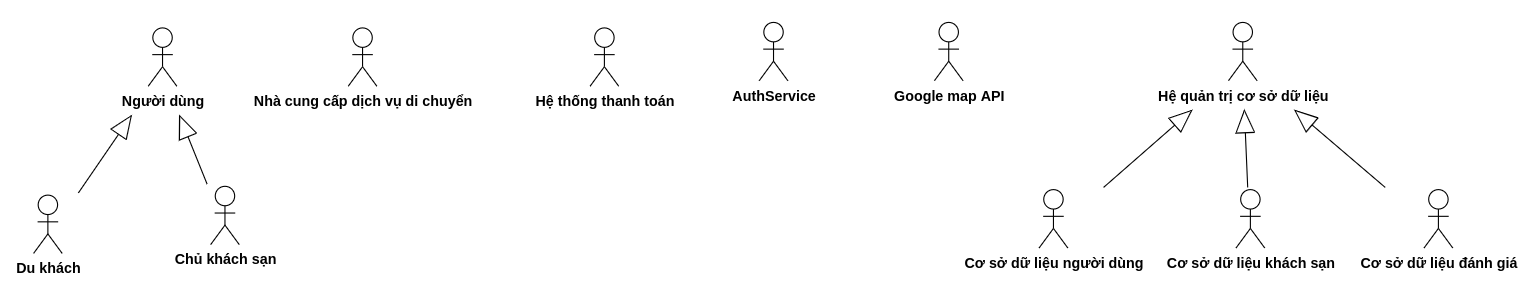 Người dùng
Nhà cung cấp dịch vụ di chuyển
Hệ thống thanh toán
AuthService
Google map API
Hệ quản trị cơ sở dữ liệu
Du khách
Chủ khách sạn
Cơ sở dữ liệu người dùng
Cơ sở dữ liệu khách sạn
Cơ sở dữ liệu đánh giá